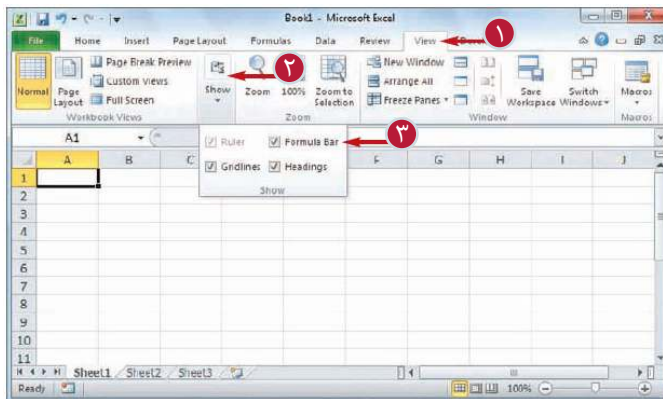 Book1 - Microsoft Excel
File Home Insert Page Layout Formulas Data Review View ۱
Normal Page Layout Page Break Preview Custom Views Full Screen Show ۲ Zoom 100% Zoom to Selection New Window Arrange All Freeze Panes Save Workspace Switch Windows Macros
Workbook Views Zoom Window Macros
A1 Ruler Formula Bar ۳
Gridlines Headings
Show
A B C F G H I J
1
2
3
4
5
6
7
8
9
10
11
Sheet1 Sheet2 Sheet3
Ready 100%